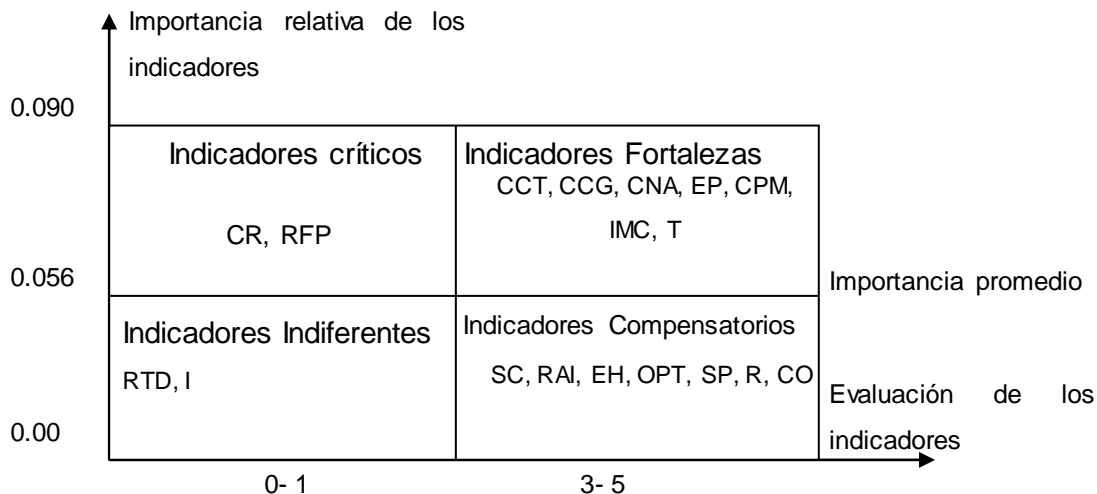 Importancia relativa de los
indicadores
0.090
Indicadores críticos
Indicadores Fortalezas
CCT, CCG, CNA, EP, CPM,
CR, RFP
IMC, T
0.056
Importancia promedio
Indicadores Indiferentes
Indicadores Compensatorios
RTD, I
SC, RAI, EH, OPT, SP, R, CO
Evaluación de los
indicadores
0.00
0- 1
3- 5